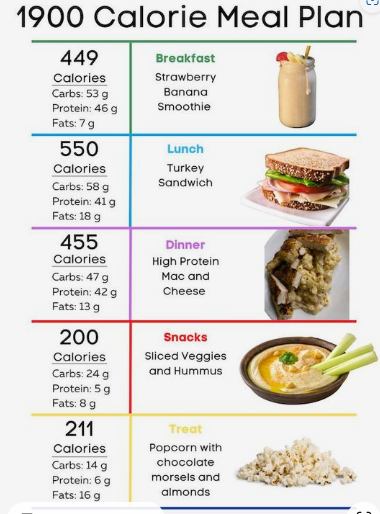 1900 Calorie Meal Plan
449
Calories
Carbs: 53 g
Protein: 46 g
Fats: 7 g
Breakfast
Strawberry
Banana
Smoothie
550
Calories
Carbs: 58 g
Protein: 41 g
Fats: 18 g
Lunch
Turkey
Sandwich
455
Calories
Carbs: 47 g
Protein: 42 g
Fats: 13 g
Dinner
High Protein
Mac and
Cheese
200
Calories
Carbs: 24 g
Protein: 5 g
Fats: 8 g
Snacks
Sliced Veggies
and Hummus
211
Calories
Carbs: 14 g
Protein: 6 g
Fats: 16 g
Treat
Popcorn with
chocolate
morsels and
almonds